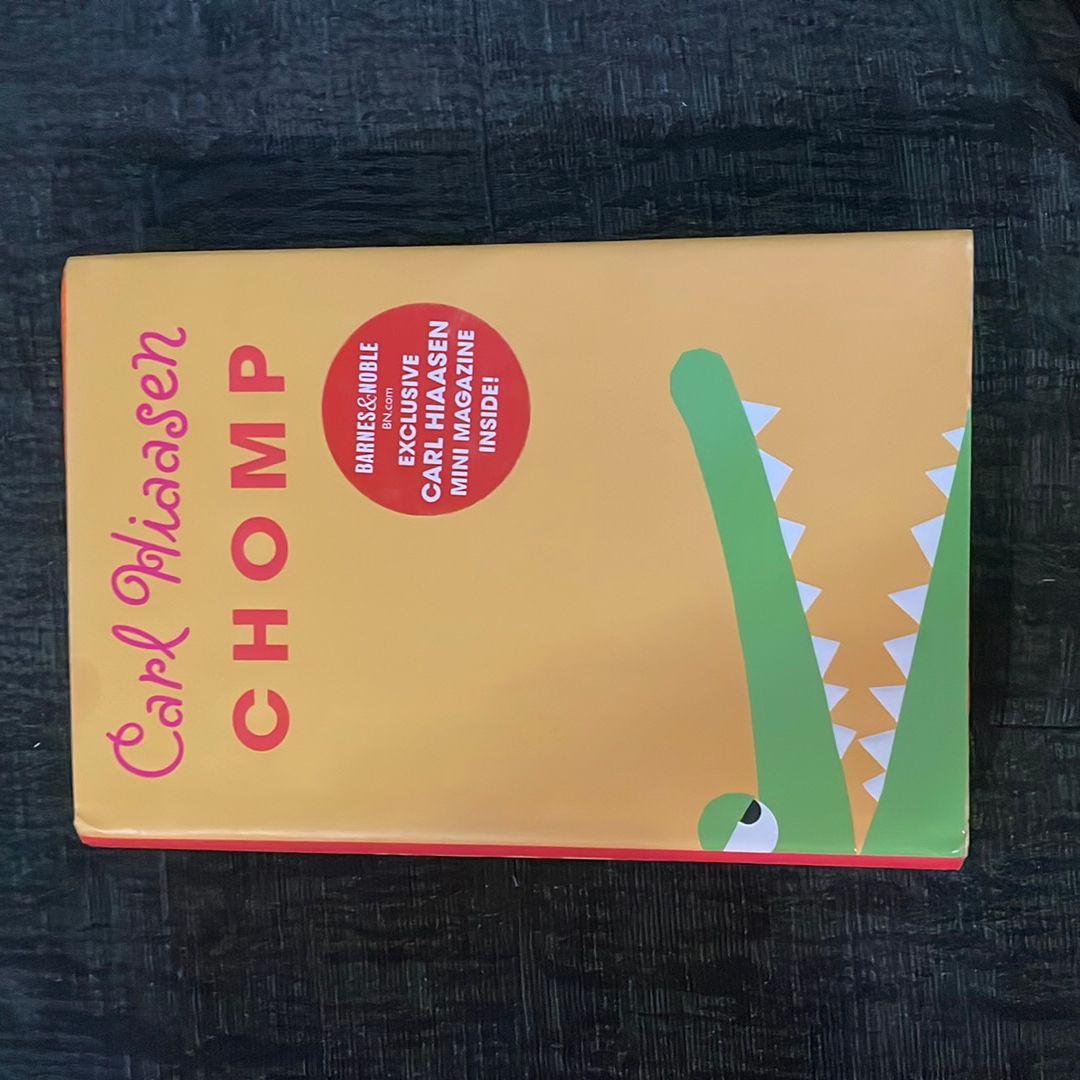 Carl Hiaasen
CHOMP
BARNES&NOBLE
BN.com
EXCLUSIVE
CARL HIAASEN
MINI MAGAZINE
INSIDE!